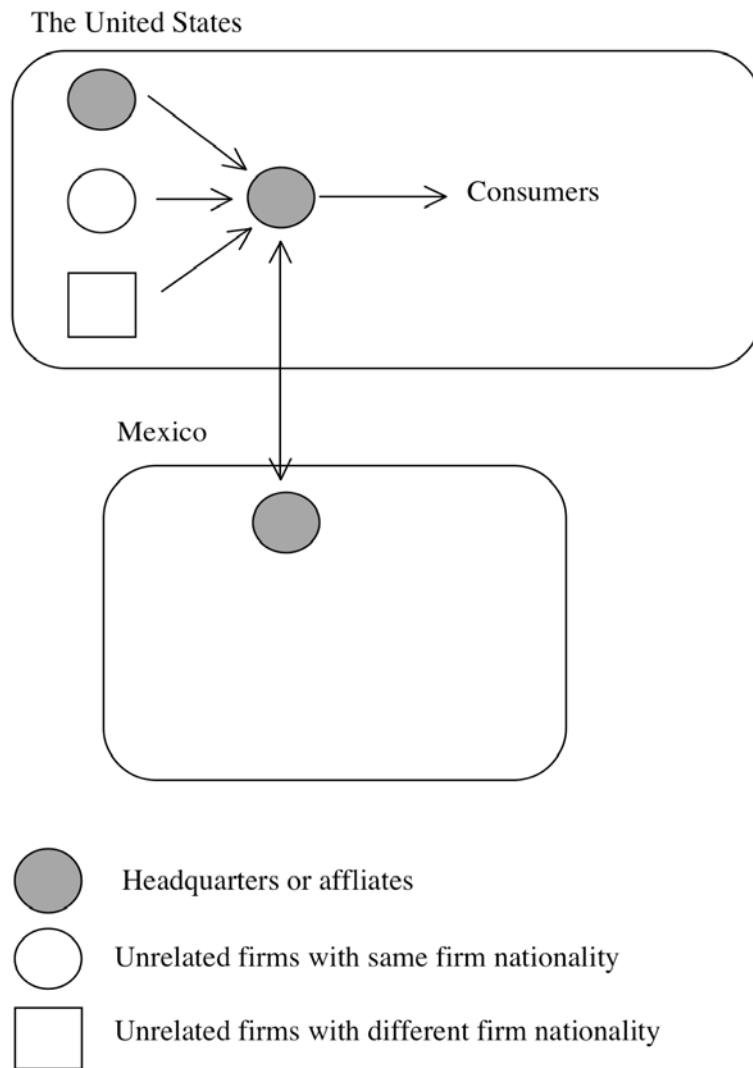 The United States
Consumers
Mexico
Headquarters or affliates
Unrelated firms with same firm nationality
Unrelated firms with different firm nationality